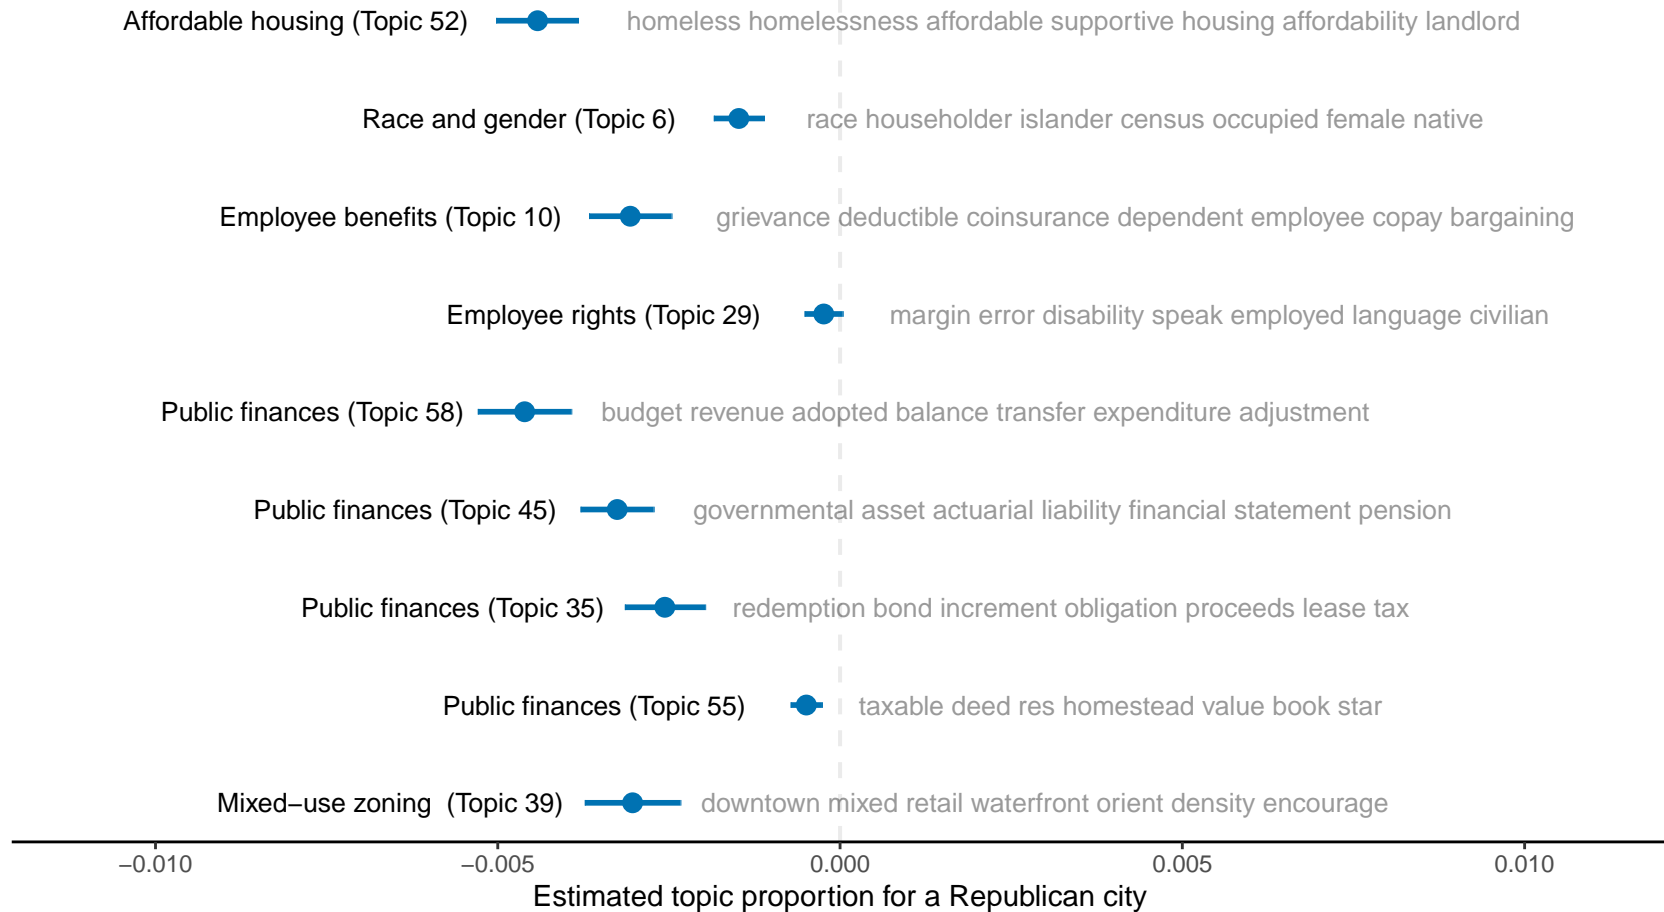 Affordable housing (Topic 52) homeless homelessness affordable supportive housing affordability landlord
Race and gender (Topic 6) race householder islander census occupied female native
Employee benefits (Topic 10) grievance deductible coinsurance dependent employee copay bargaining
Employee rights (Topic 29) margin error disability speak employed language civilian
Public finances (Topic 58) budget revenue adopted balance transfer expenditure adjustment
Public finances (Topic 45) governmental asset actuarial liability financial statement pension
Public finances (Topic 35) redemption bond increment obligation proceeds lease tax
Public finances (Topic 55) taxable deed res homestead value book star
Mixed−use zoning (Topic 39) downtown mixed retail waterfront orient density encourage
−0.010 −0.005 0.000 0.005 0.010
Estimated topic proportion for a Republican city